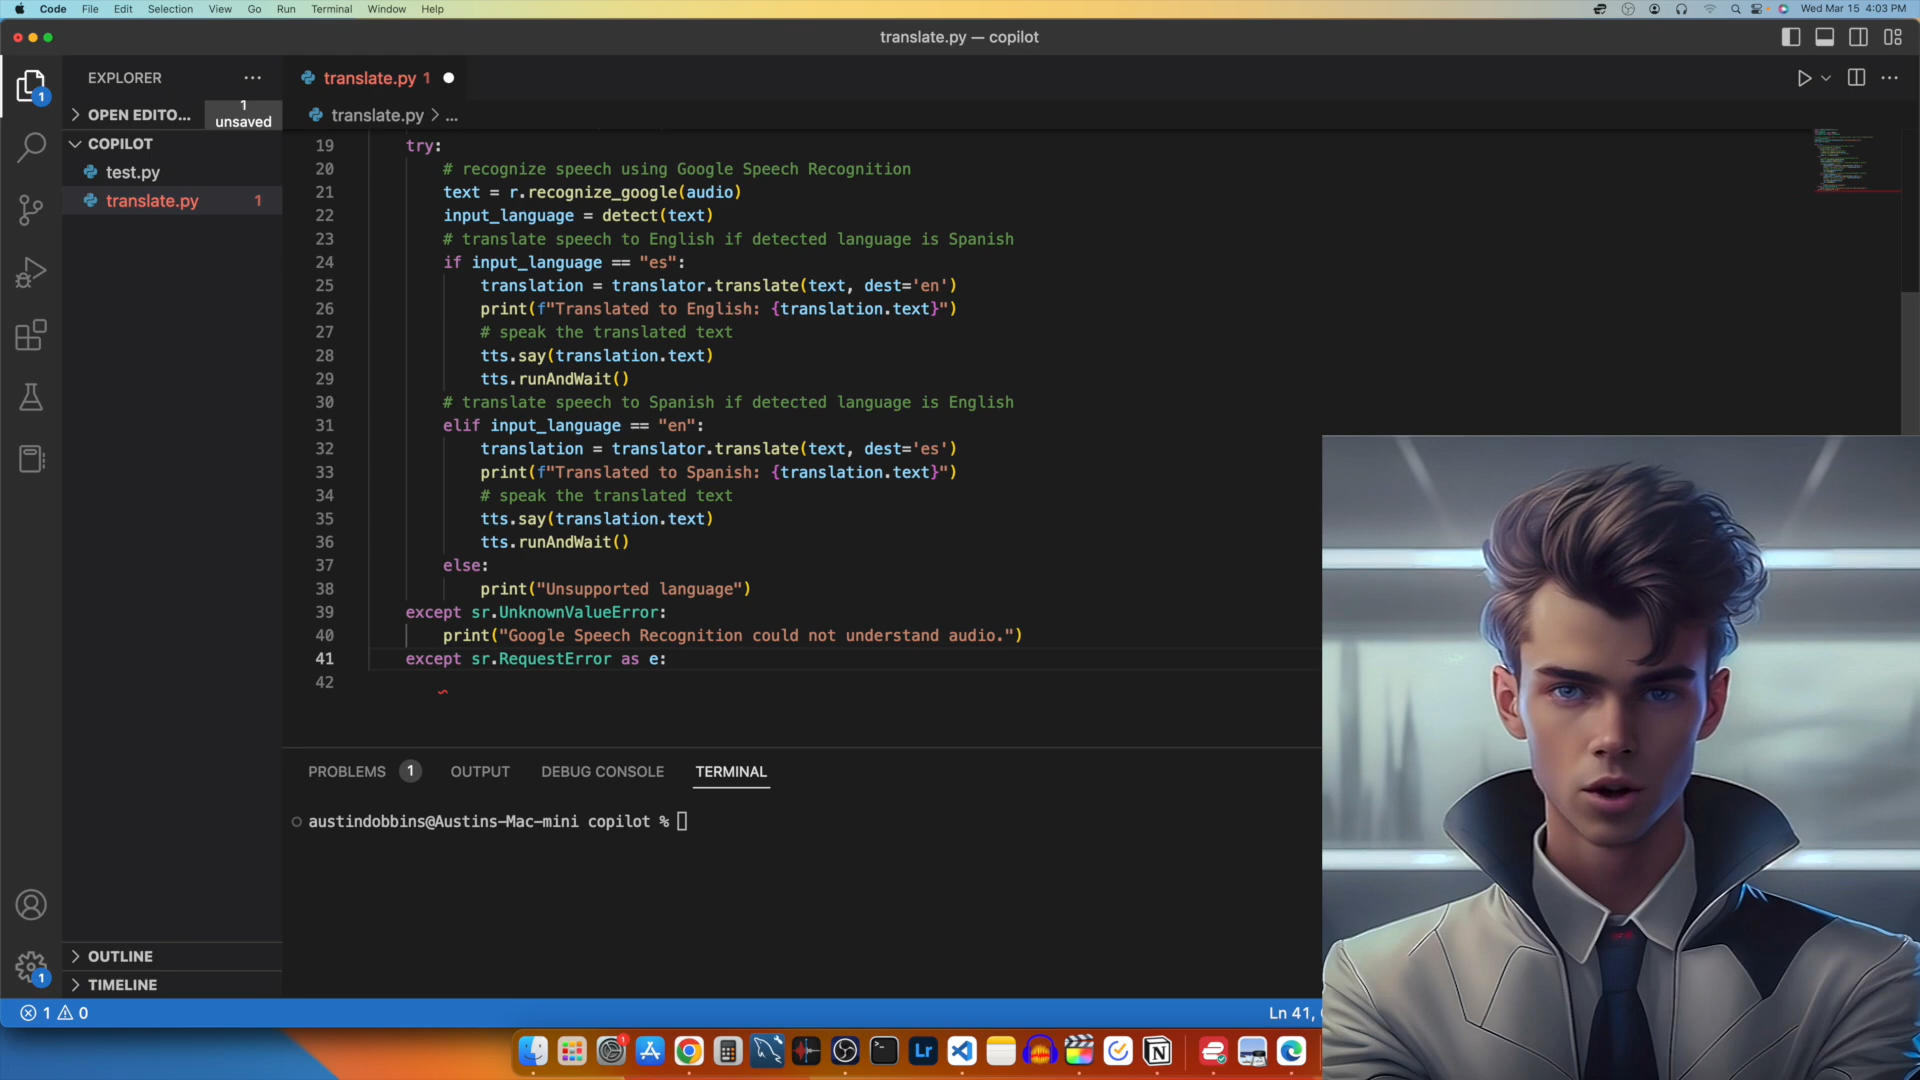 Code File Edit Selection View Go Run Terminal Window Help Wed Mar 15 4:03 PM
translate.py — copilot
EXPLORER
translate.py 1
OPEN EDITO... 1 unsaved
translate.py > ...
COPILOT
test.py
translate.py 1
19 try:
20 # recognize speech using Google Speech Recognition
21 text = r.recognize_google(audio)
22 input_language = detect(text)
23 # translate speech to English if detected language is Spanish
24 if input_language == "es":
25 translation = translator.translate(text, dest='en')
26 print(f"Translated to English: {translation.text}")
27 # speak the translated text
28 tts.say(translation.text)
29 tts.runAndWait()
30 # translate speech to Spanish if detected language is English
31 elif input_language == "en":
32 translation = translator.translate(text, dest='es')
33 print(f"Translated to Spanish: {translation.text}")
34 # speak the translated text
35 tts.say(translation.text)
36 tts.runAndWait()
37 else:
38 print("Unsupported language")
39 except sr.UnknownValueError:
40 print("Google Speech Recognition could not understand audio.")
41 except sr.RequestError as e:
42
PROBLEMS 1 OUTPUT DEBUG CONSOLE TERMINAL
austindobbins@Austins-Mac-mini copilot %
OUTLINE
TIMELINE
1 0
Ln 41,
Lr